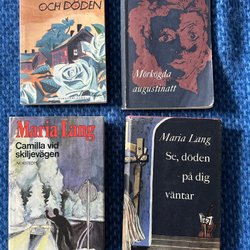 OCH DÖDEN
Mörkögda
augustinatt
Maria Lang
Camilla vid
skiljevägen
NORSTEDTS
Maria Lang
Se, döden
på dig
väntar